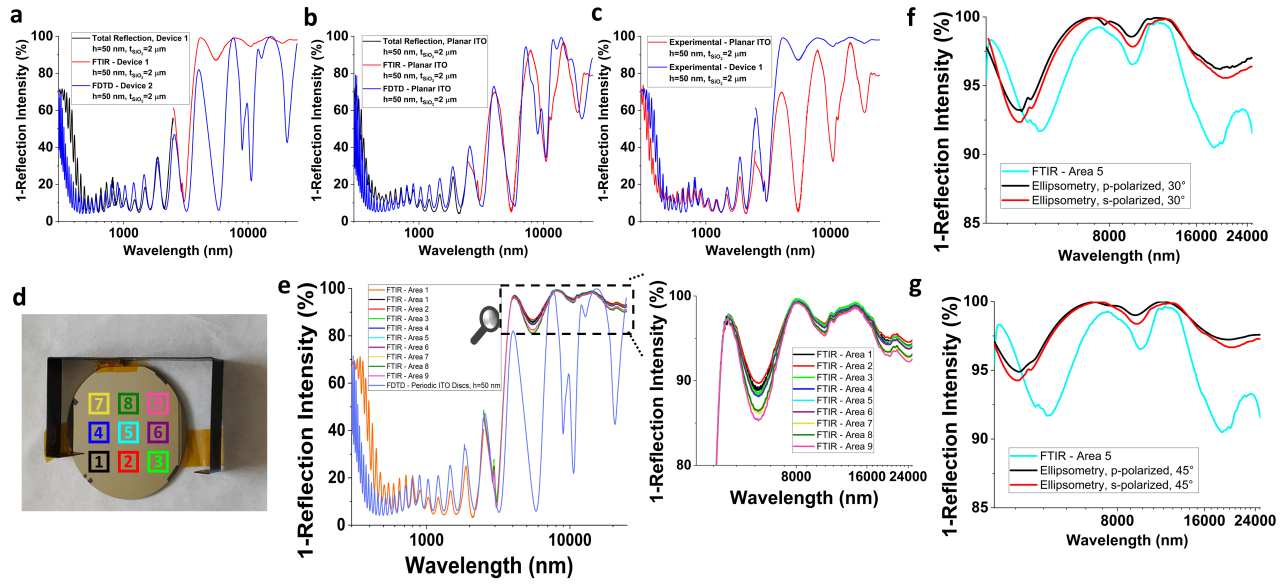 a
1-Reflection Intensity (%)
100
80
60
40
20
0
Total Reflection, Device 1
h=50 nm, tSiO₂=2 μm
FTIR - Device 1
h=50 nm, tSiO₂=2 μm
FDTD - Device 2
h=50 nm, tSiO₂=2 μm
1000
10000
Wavelength (nm)
b
1-Reflection Intensity (%)
100
80
60
40
20
0
Total Reflection, Planar ITO
h=50 nm, tSiO₂=2 μm
FTIR - Planar ITO
h=50 nm, tSiO₂=2 μm
FDTD - Planar ITO
h=50 nm, tSiO₂=2 μm
1000
10000
Wavelength (nm)
c
1-Reflection Intensity (%)
100
80
60
40
20
0
Experimental - Planar ITO
h=50 nm, tSiO₂=2 μm
Experimental - Device 1
h=50 nm, tSiO₂=2 μm
1000
10000
Wavelength (nm)
f
1-Reflection Intensity (%)
100
95
90
85
FTIR - Area 5
Ellipsometry, p-polarized, 30°
Ellipsometry, s-polarized, 30°
8000
16000
24000
Wavelength (nm)
d
7
8
9
4
5
6
1
2
3
e
1-Reflection Intensity (%)
100
80
60
40
20
0
FTIR - Area 1
FTIR - Area 1
FTIR - Area 2
FTIR - Area 3
FTIR - Area 4
FTIR - Area 5
FTIR - Area 6
FTIR - Area 7
FTIR - Area 8
FTIR - Area 9
FDTD - Periodic ITO Discs, h=50 nm
1000
10000
Wavelength (nm)
1-Reflection Intensity (%)
100
90
80
FTIR - Area 1
FTIR - Area 2
FTIR - Area 3
FTIR - Area 4
FTIR - Area 5
FTIR - Area 6
FTIR - Area 7
FTIR - Area 8
FTIR - Area 9
8000
16000
24000
Wavelength (nm)
g
1-Reflection Intensity (%)
100
95
90
85
FTIR - Area 5
Ellipsometry, p-polarized, 45°
Ellipsometry, s-polarized, 45°
8000
16000
24000
Wavelength (nm)